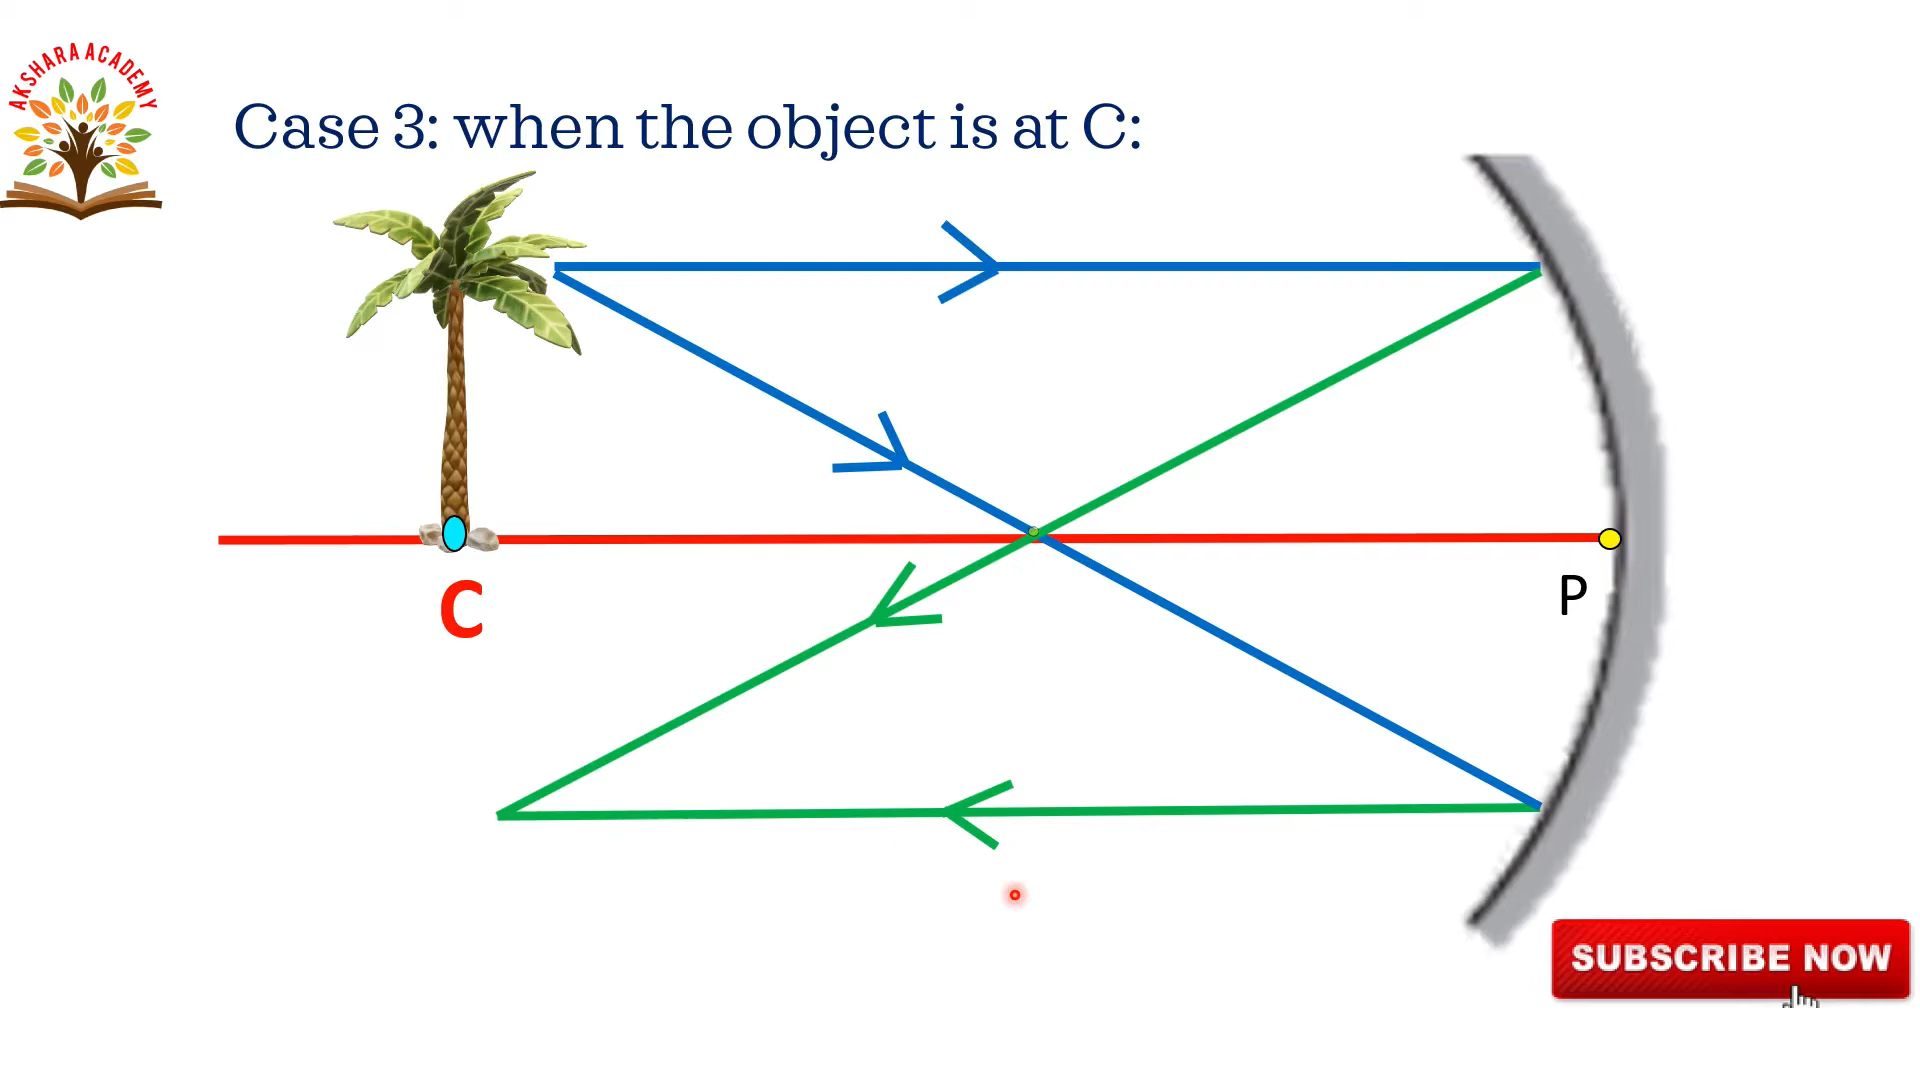 AKSHARA ACADEMY
Case 3: when the object is at C:
C
P
SUBSCRIBE NOW